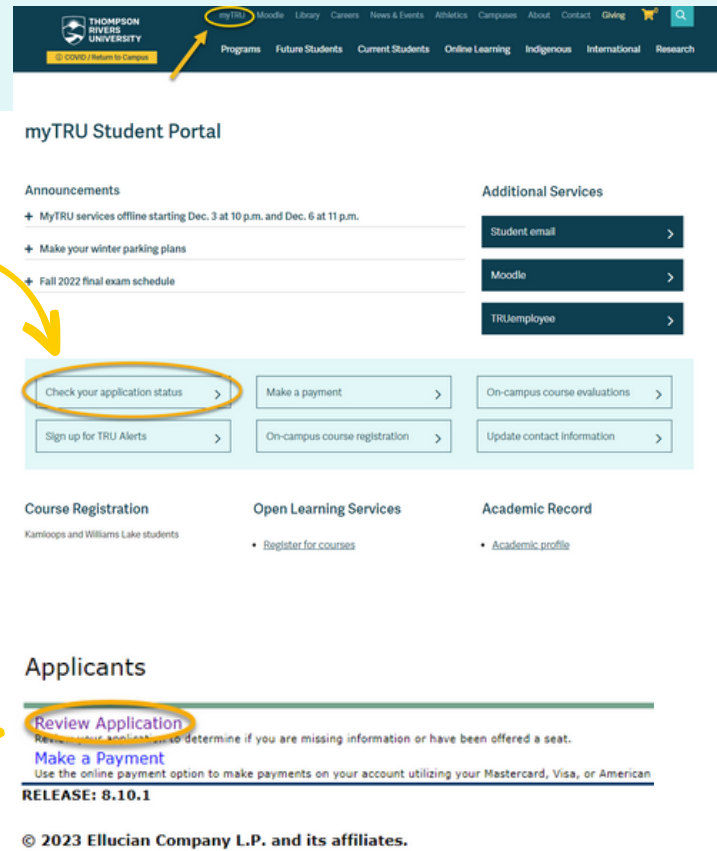 THOMPSON
RIVERS
UNIVERSITY
COVID / Return to Campus
myTRU Moodle Library Careers News & Events Athletics Campuses About Contact Giving
Programs Future Students Current Students Online Learning Indigenous International Research
myTRU Student Portal
Announcements
+ MyTRU services offline starting Dec. 3 at 10 p.m. and Dec. 6 at 11 p.m.
+ Make your winter parking plans
+ Fall 2022 final exam schedule
Additional Services
Student email
Moodle
TRUemployee
Check your application status
Make a payment
On-campus course evaluations
Sign up for TRU Alerts
On-campus course registration
Update contact information
Course Registration
Kamloops and Williams Lake students
Open Learning Services
• Register for courses
Academic Record
• Academic profile
Applicants
Review Application
Review your application to determine if you are missing information or have been offered a seat.
Make a Payment
Use the online payment option to make payments on your account utilizing your Mastercard, Visa, or American
RELEASE: 8.10.1
© 2023 Ellucian Company L.P. and its affiliates.